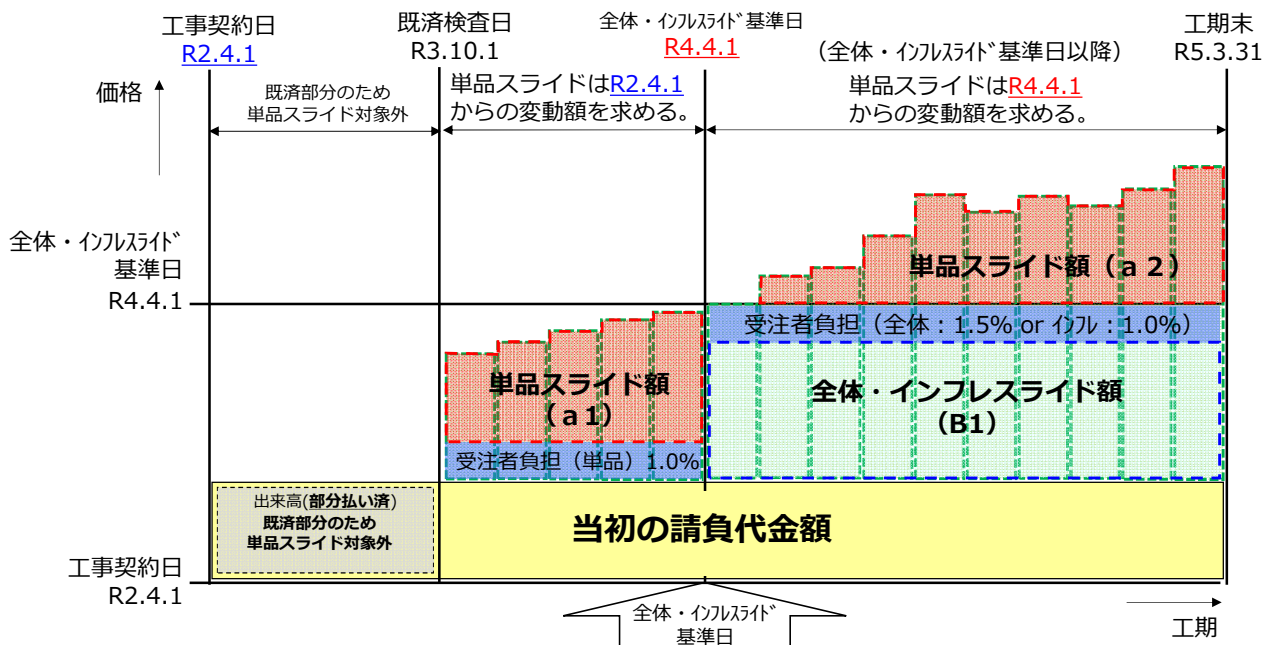 工事契約日
R2.4.1
既済検査日
R3.10.1
全体・ｲﾝﾌﾚｽﾗｲﾄﾞ基準日
R4.4.1
(全体・ｲﾝﾌﾚｽﾗｲﾄﾞ基準日以降)
工期末
R5.3.31
価格
既済部分のため
単品スライド対象外
単品スライドはR2.4.1
からの変動額を求める。
単品スライドはR4.4.1
からの変動額を求める。
全体・ｲﾝﾌﾚｽﾗｲﾄﾞ
基準日
R4.4.1
単品スライド額（ａ２）
受注者負担（全体：1.5% or ｲﾝﾌﾚ：1.0%）
単品スライド額
（ａ1）
全体・インフレスライド額
（B1）
受注者負担（単品）1.0%
出来高(部分払い済)
既済部分のため
単品スライド対象外
当初の請負代金額
工事契約日
R2.4.1
全体・ｲﾝﾌﾚｽﾗｲﾄﾞ
基準日
工期